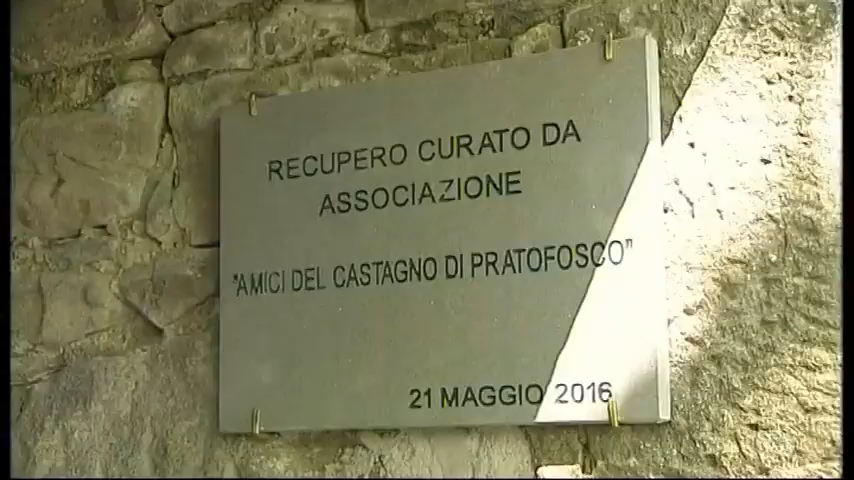 RECUPERO CURATO DA
ASSOCIAZIONE
"AMICI DEL CASTAGNO DI PRATOFOSCO"
21 MAGGIO 2016